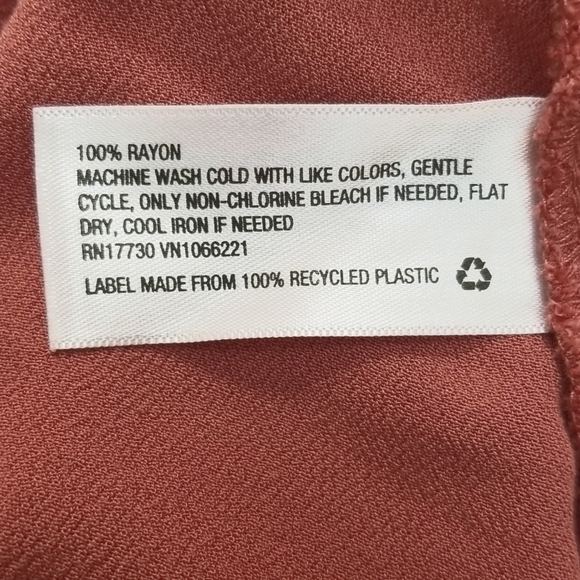 100% RAYON
MACHINE WASH COLD WITH LIKE COLORS, GENTLE
CYCLE, ONLY NON-CHLORINE BLEACH IF NEEDED, FLAT
DRY, COOL IRON IF NEEDED
RN17730 VN1066221
LABEL MADE FROM 100% RECYCLED PLASTIC